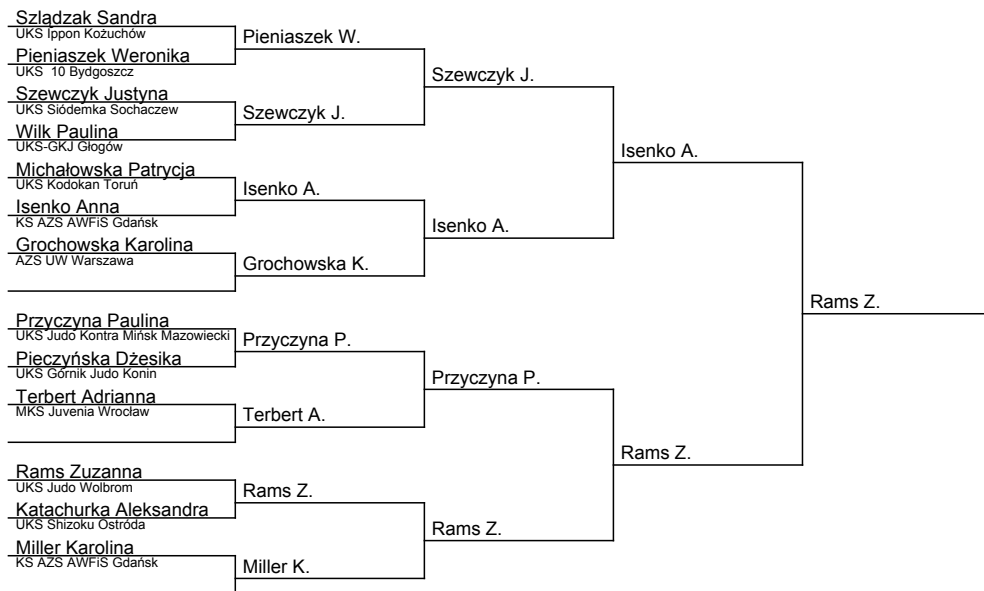 Szlądzak Sandra
UKS Ippon Kożuchów
Pieniaszek W.
Pieniaszek Weronika
UKS 10 Bydgoszcz
Szewczyk J.
Szewczyk Justyna
UKS Siódemka Sochaczew
Szewczyk J.
Wilk Paulina
UKS-GKJ Głogów
Isenko A.
Michałowska Patrycja
UKS Kodokan Toruń
Isenko A.
Isenko Anna
KS AZS AWFiS Gdańsk
Isenko A.
Grochowska Karolina
AZS UW Warszawa
Grochowska K.
Rams Z.
Przyczyna Paulina
UKS Judo Kontra Mińsk Mazowiecki
Przyczyna P.
Pieczyńska Dżesika
UKS Górnik Judo Konin
Przyczyna P.
Terbert Adrianna
MKS Juvenia Wrocław
Terbert A.
Rams Z.
Rams Zuzanna
UKS Judo Wolbrom
Rams Z.
Katachurka Aleksandra
UKS Shizoku Ostróda
Rams Z.
Miller Karolina
KS AZS AWFiS Gdańsk
Miller K.